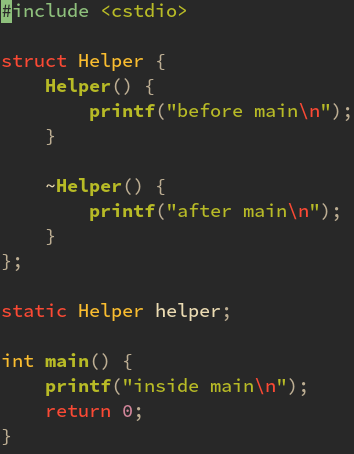 #include <cstdio>

struct Helper {
    Helper() {
        printf("before main\n");
    }

    ~Helper() {
        printf("after main\n");
    }
};

static Helper helper;

int main() {
    printf("inside main\n");
    return 0;
}